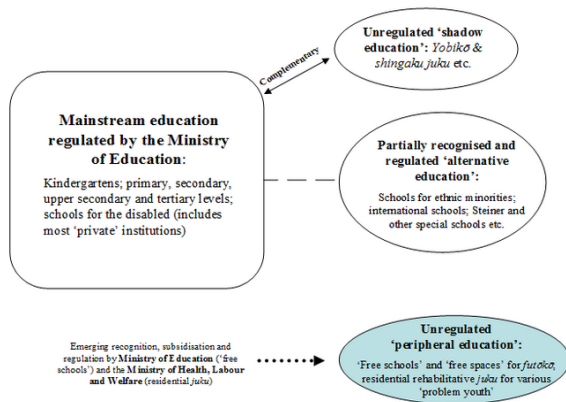 Unregulated ‘shadow
education’: Yobikō &
shingaku juku etc.
Complementary
Mainstream education
regulated by the Ministry
of Education:
Kindergartens; primary, secondary,
upper secondary and tertiary levels;
schools for the disabled (includes
most ‘private’ institutions)
Partially recognised and
regulated ‘alternative
education’:
Schools for ethnic minorities;
international schools; Steiner and
other special schools etc.
Emerging recognition, subsidisation and
regulation by Ministry of Education (‘free
schools’) and the Ministry of Health, Labour
and Welfare (residential juku)
Unregulated
‘peripheral education’:
‘Free schools’ and ‘free spaces’ for futōkō;
residential rehabilitative juku for various
‘problem youth’